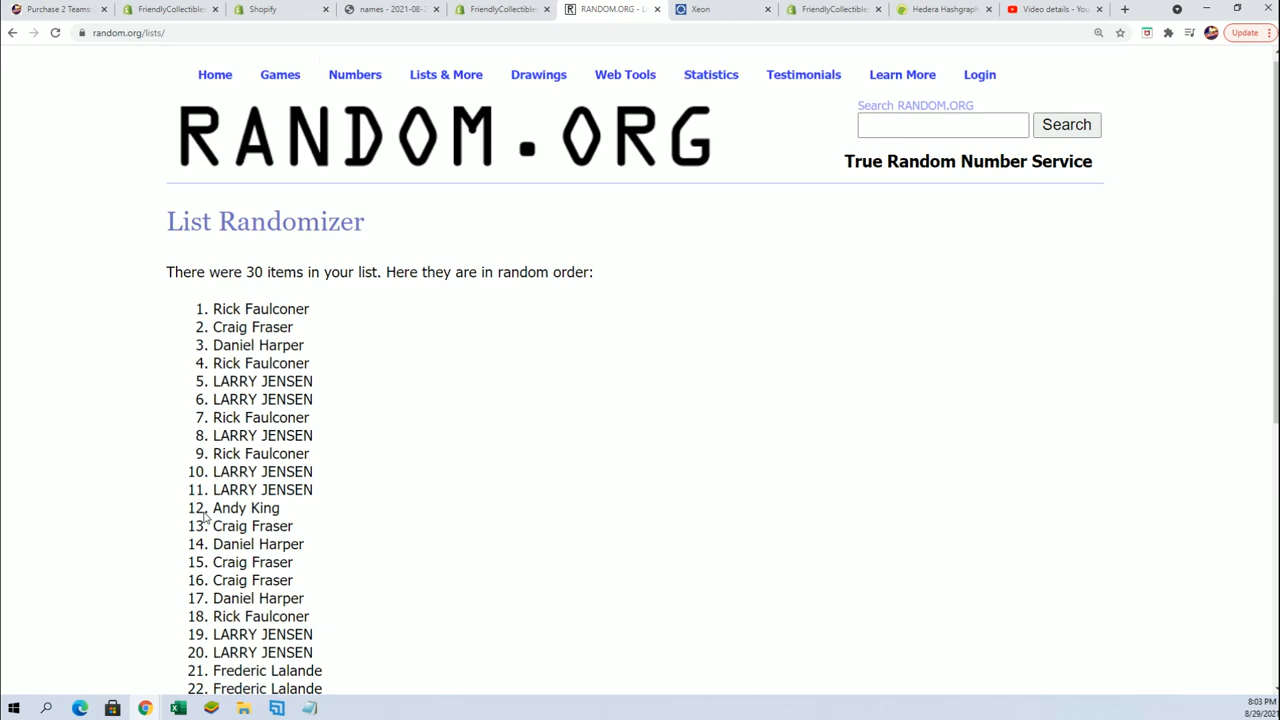 Purchase 2 Teams:
FriendlyCollectibles
Shopify
names - 2021-08-2
FriendlyCollectibles
RANDOM.ORG - L
Xeon
FriendlyCollectibles
Hedera Hashgraph
Video details - You
random.org/lists/
Update
Home Games Numbers Lists & More Drawings Web Tools Statistics Testimonials Learn More Login
RANDOM.ORG
Search RANDOM.ORG
Search
True Random Number Service
List Randomizer
There were 30 items in your list. Here they are in random order:
1. Rick Faulconer
2. Craig Fraser
3. Daniel Harper
4. Rick Faulconer
5. LARRY JENSEN
6. LARRY JENSEN
7. Rick Faulconer
8. LARRY JENSEN
9. Rick Faulconer
10. LARRY JENSEN
11. LARRY JENSEN
12. Andy King
13. Craig Fraser
14. Daniel Harper
15. Craig Fraser
16. Craig Fraser
17. Daniel Harper
18. Rick Faulconer
19. LARRY JENSEN
20. LARRY JENSEN
21. Frederic Lalande
22. Frederic Lalande
8:03 PM
8/29/2021